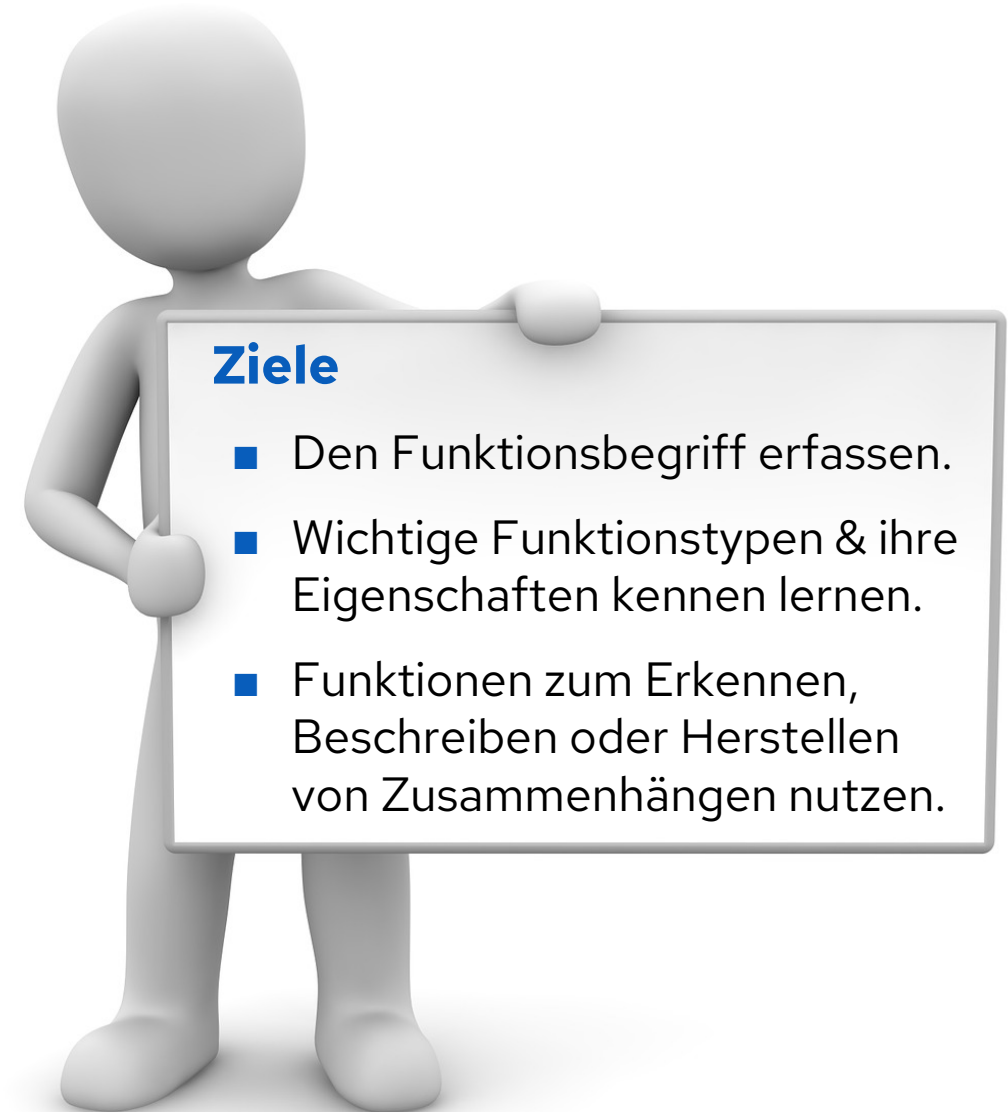 Ziele
■ Den Funktionsbegriff erfassen.
■ Wichtige Funktionstypen & ihre
Eigenschaften kennen lernen.
■ Funktionen zum Erkennen,
Beschreiben oder Herstellen
von Zusammenhängen nutzen.